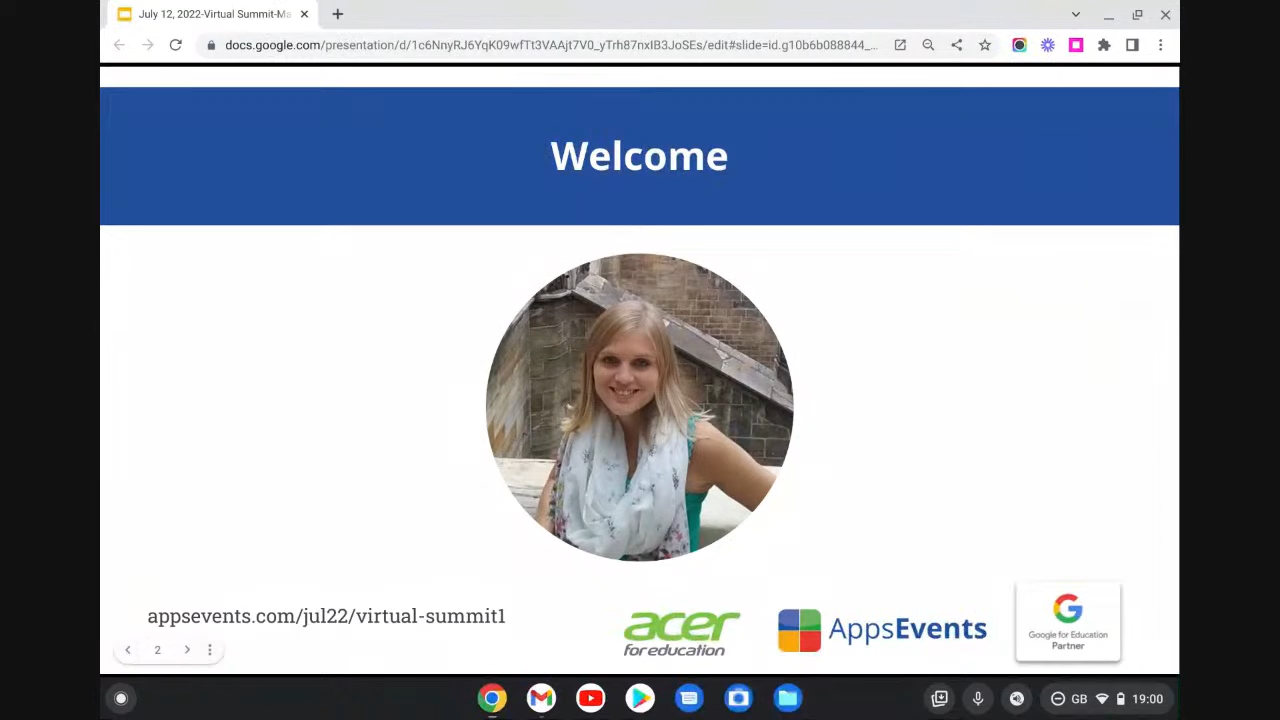 July 12, 2022-Virtual Summit-Ma
docs.google.com/presentation/d/1c6NnyRJ6YqK09wfTt3VAAjt7V0_yTrh87nxIB3JoSEs/edit#slide=id.g10b6b088844_...
Welcome
appsevents.com/jul22/virtual-summit1
acer
for education
AppsEvents
Google for Education
Partner
2
GB
19:00